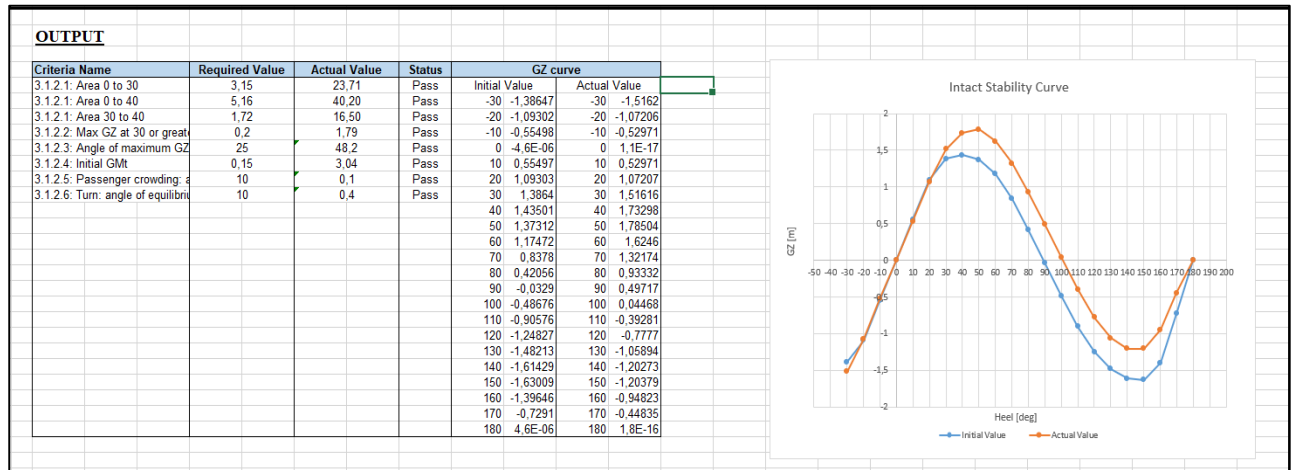 OUTPUT
Criteria Name Required Value Actual Value Status GZ curve
3.1.2.1: Area 0 to 30 3,15 23,71 Pass Initial Value Actual Value
3.1.2.1: Area 0 to 40 5,16 40,20 Pass -30 -1,38647 -30 -1,5162
3.1.2.1: Area 30 to 40 1,72 16,50 Pass -20 -1,09302 -20 -1,07206
3.1.2.2: Max GZ at 30 or greate 0,2 1,79 Pass -10 -0,55498 -10 -0,52971
3.1.2.3: Angle of maximum GZ 25 48,2 Pass 0 -4,6E-06 0 1,1E-17
3.1.2.4: Initial GMt 0,15 3,04 Pass 10 0,55497 10 0,52971
3.1.2.5: Passenger crowding: a 10 0,1 Pass 20 1,09303 20 1,07207
3.1.2.6: Turn: angle of equilibriu 10 0,4 Pass 30 1,3864 30 1,51616
40 1,43501 40 1,73298
50 1,37312 50 1,78504
60 1,17472 60 1,6246
70 0,8378 70 1,32174
80 0,42056 80 0,93332
90 -0,0329 90 0,49717
100 -0,48676 100 0,04468
110 -0,90576 110 -0,39281
120 -1,24827 120 -0,7777
130 -1,48213 130 -1,05894
140 -1,61429 140 -1,20273
150 -1,63009 150 -1,20379
160 -1,39646 160 -0,94823
170 -0,7291 170 -0,44835
180 4,6E-06 180 1,8E-16
Intact Stability Curve
2
1,5
1
0,5
0
-50 -40 -30 -20 -10 0 10 20 30 40 50 60 70 80 90 100 110 120 130 140 150 160 170 180 190 200
-0,5
-1
-1,5
-2
GZ [m]
Heel [deg]
Initial Value Actual Value